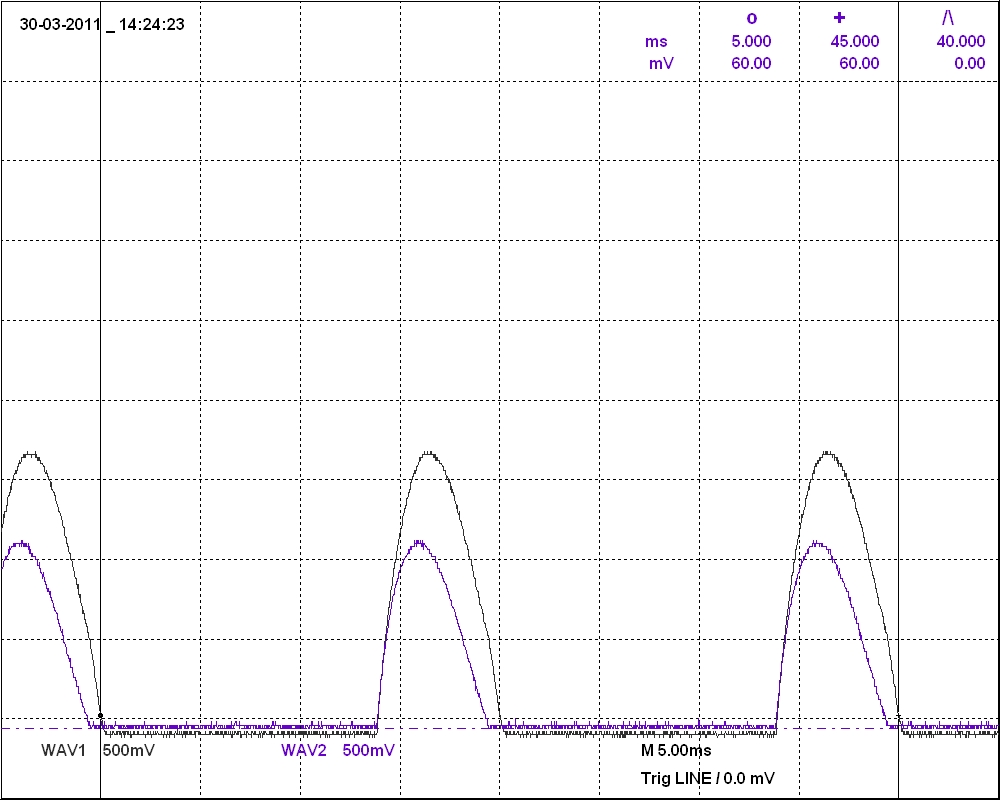 30-03-2011 _ 14:24:23
o + /\
ms 5.000 45.000 40.000
mV 60.00 60.00 0.00
WAV1 500mV WAV2 500mV M 5.00ms
Trig LINE / 0.0 mV